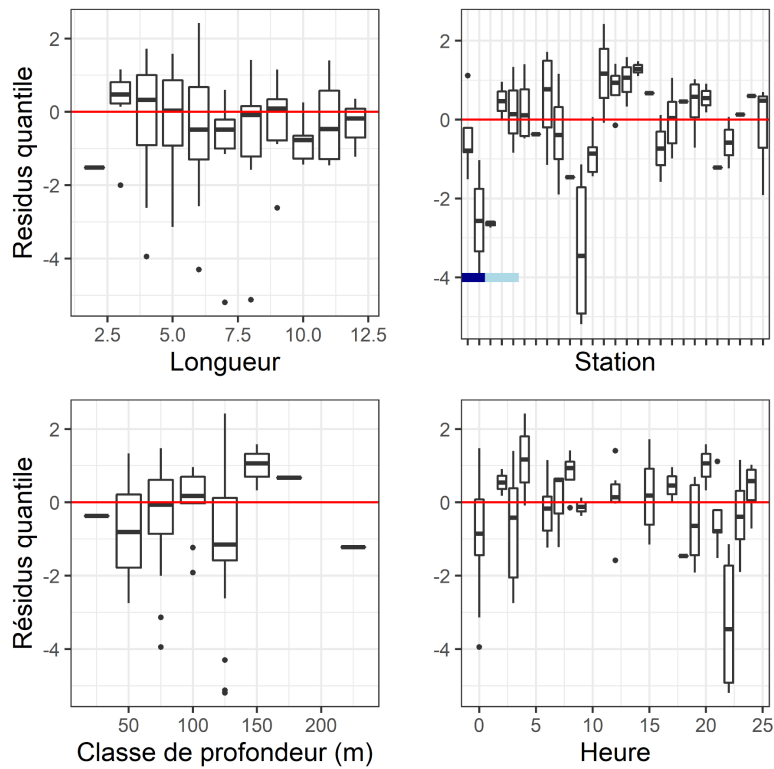 Residus quantile
2
0
-2
-4
2.5 5.0 7.5 10.0 12.5
Longueur
2
0
-2
-4
Station
Résidus quantile
2
0
-2
-4
50 100 150 200
Classe de profondeur (m)
2
0
-2
-4
0 5 10 15 20 25
Heure